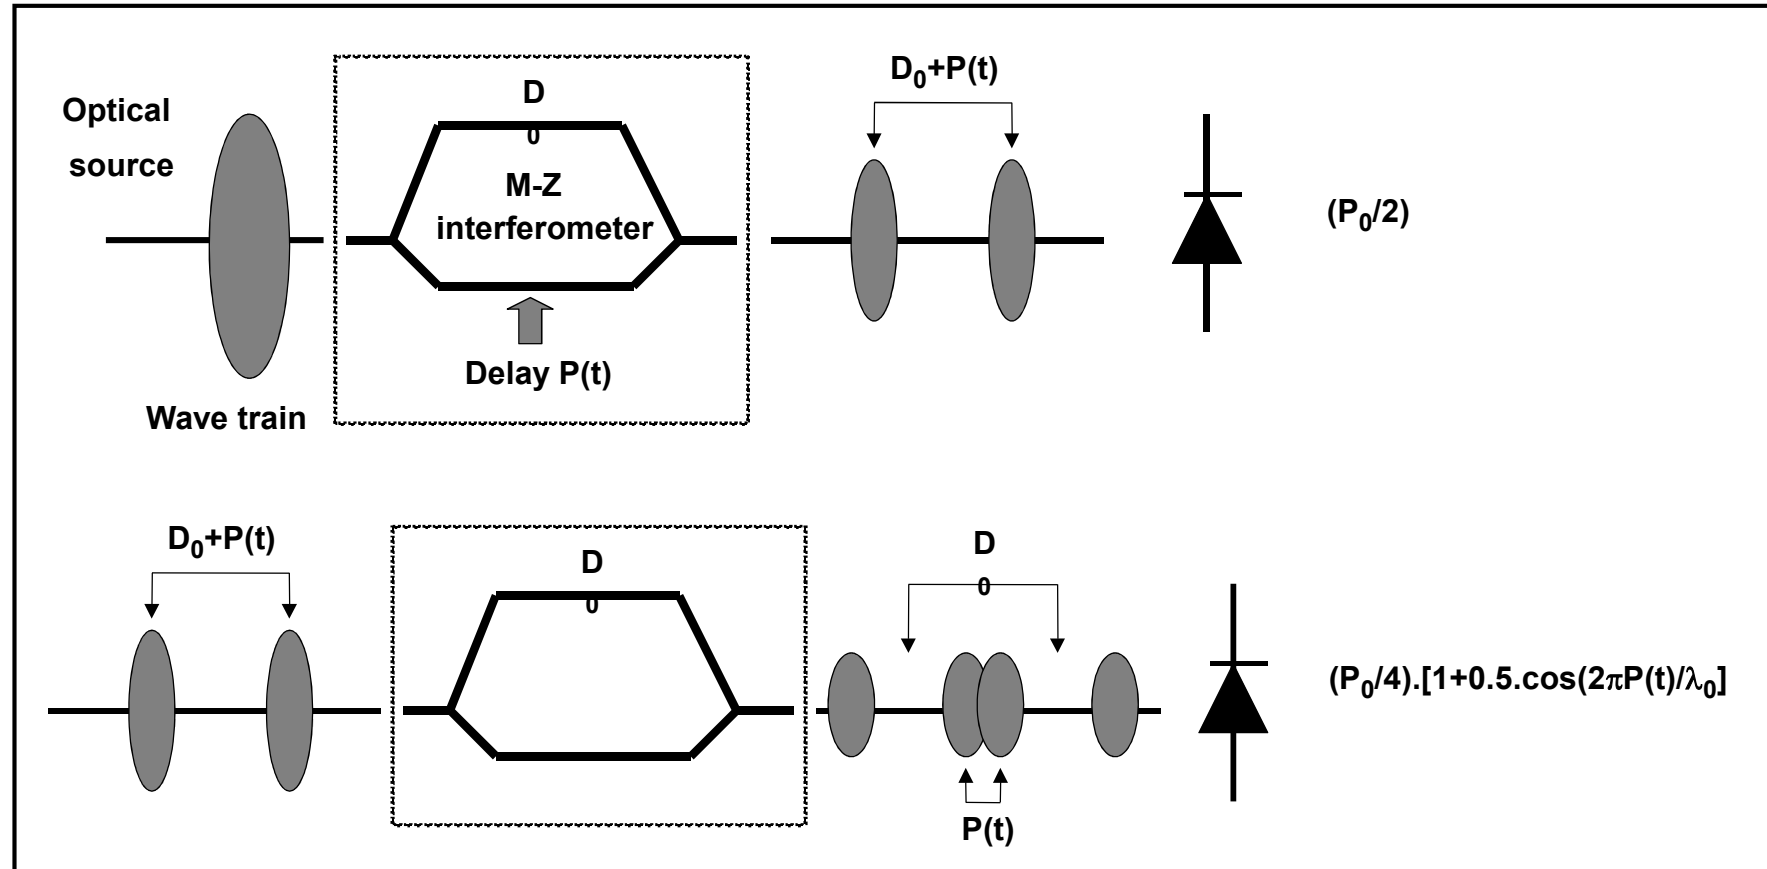 Optical
source
D
0
M-Z
interferometer
Delay P(t)
Wave train
D₀+P(t)
(P₀/2)
D₀+P(t)
D
0
D
0
P(t)
(P₀/4).[1+0.5.cos(2πP(t)/λ₀]